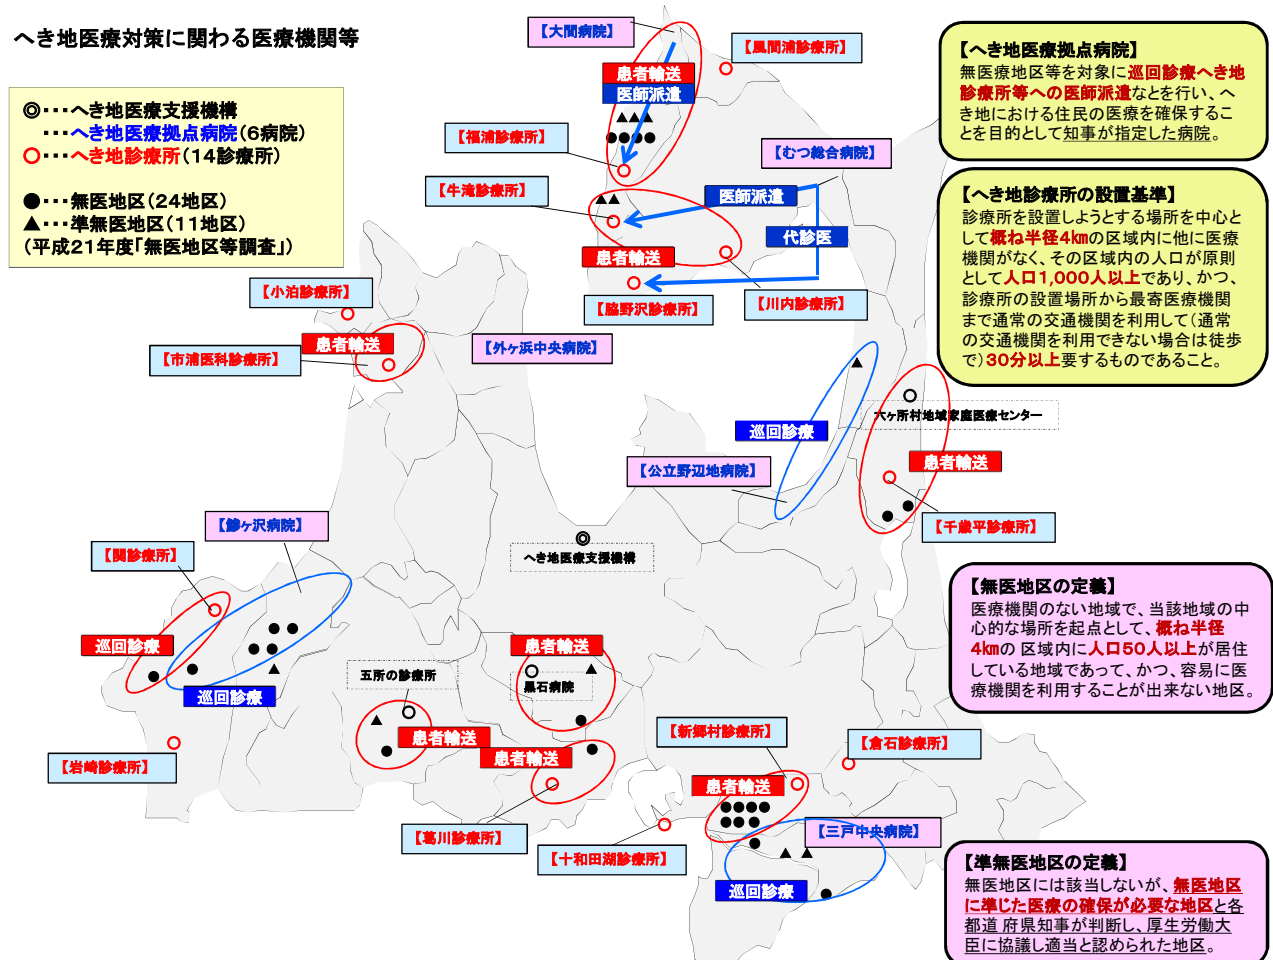 へき地医療対策に関わる医療機関等
◎・・・へき地医療支援機構
・・・へき地医療拠点病院(6病院)
○・・・へき地診療所(14診療所)
●・・・無医地区(24地区)
▲・・・準無医地区(11地区)
(平成21年度「無医地区等調査」)
【大間病院】
【風間浦診療所】
患者輸送
医師派遣
【福浦診療所】
【むつ総合病院】
【牛滝診療所】
医師派遣
代診医
患者輸送
【脇野沢診療所】
【川内診療所】
【小泊診療所】
患者輸送
【市浦医科診療所】
【外ヶ浜中央病院】
六ヶ所村地域家庭医療センター
巡回診療
患者輸送
【公立野辺地病院】
【千歳平診療所】
【鰺ヶ沢病院】
へき地医療支援機構
【関診療所】
巡回診療
巡回診療
五所の診療所
患者輸送
黒石病院
患者輸送
患者輸送
【新郷村診療所】
【倉石診療所】
【岩崎診療所】
患者輸送
【葛川診療所】
【十和田湖診療所】
【三戸中央病院】
巡回診療
【へき地医療拠点病院】
無医療地区等を対象に巡回診療へき地
診療所等への医師派遣などを行い、へ
き地における住民の医療を確保するこ
とを目的として知事が指定した病院。
【へき地診療所の設置基準】
診療所を設置しようとする場所を中心と
して概ね半径4㎞の区域内に他に医療
機関がなく、その区域内の人口が原則
として人口1,000人以上であり、かつ、
診療所の設置場所から最寄医療機関
まで通常の交通機関を利用して(通常
の交通機関を利用できない場合は徒歩
で)30分以上要するものであること。
【無医地区の定義】
医療機関のない地域で、当該地域の中
心的な場所を起点として、概ね半径
4㎞の 区域内に人口50人以上が居住
している地域であって、かつ、容易に医
療機関を利用することが出来ない地区。
【準無医地区の定義】
無医地区には該当しないが、無医地区
に準じた医療の確保が必要な地区と各
都道 府県知事が判断し、厚生労働大
臣に協議し適当と認められた地区。